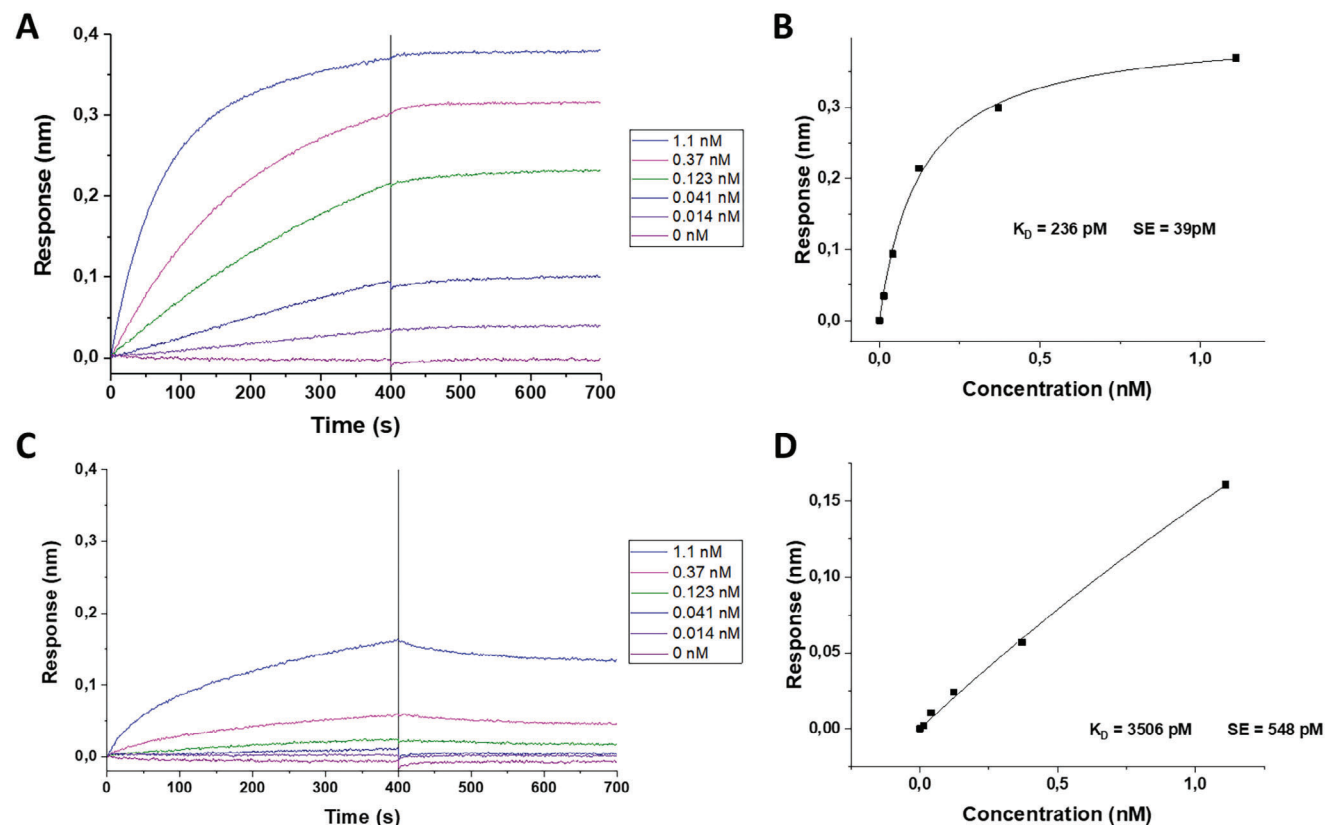 A
Response (nm)
0,4
0,3
0,2
0,1
0,0
0 100 200 300 400 500 600 700
Time (s)
1.1 nM
0.37 nM
0.123 nM
0.041 nM
0.014 nM
0 nM
B
Response (nm)
0,3
0,2
0,1
0,0
K_D = 236 pM SE = 39pM
0,0 0,5 1,0
Concentration (nM)
C
Response (nm)
0,4
0,3
0,2
0,1
0,0
0 100 200 300 400 500 600 700
Time (s)
1.1 nM
0.37 nM
0.123 nM
0.041 nM
0.014 nM
0 nM
D
Response (nm)
0,15
0,10
0,05
0,00
K_D = 3506 pM SE = 548 pM
0,0 0,5 1,0
Concentration (nM)